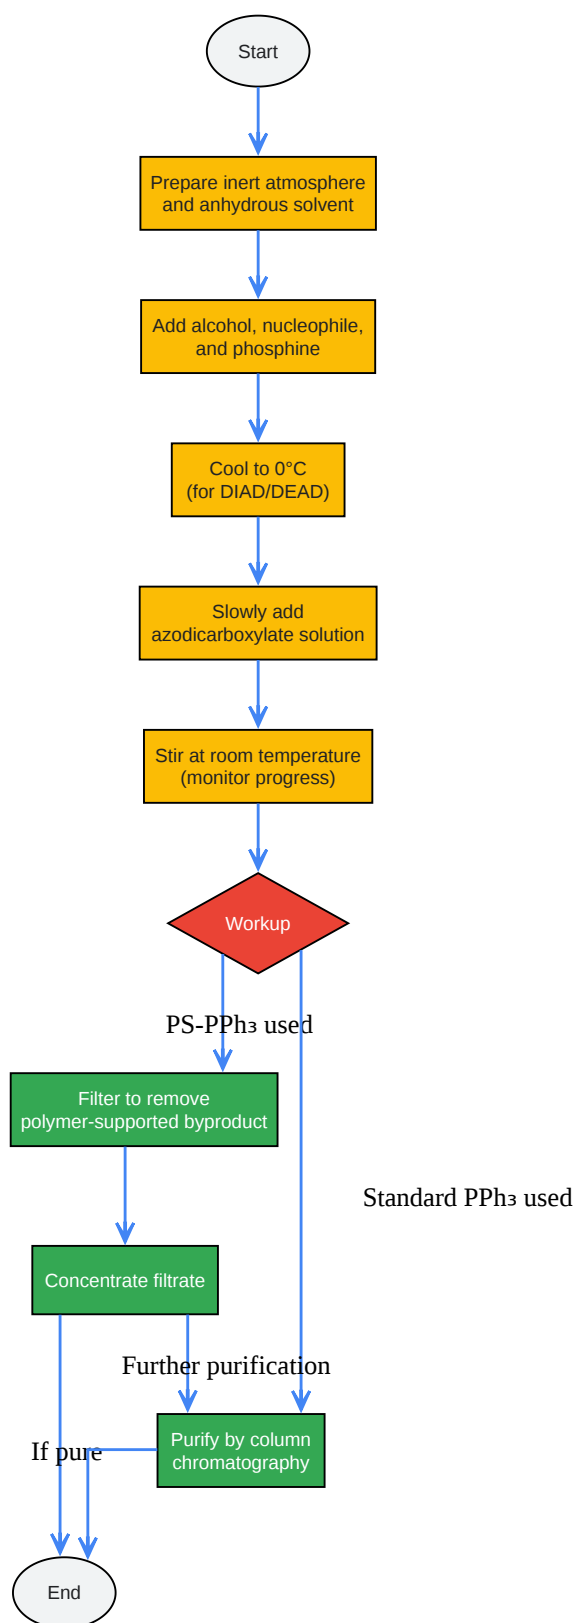 Start
Prepare inert atmosphere
and anhydrous solvent
Add alcohol, nucleophile,
and phosphine
Cool to 0°C
(for DIAD/DEAD)
Slowly add
azodicarboxylate solution
Stir at room temperature
(monitor progress)
Workup
PS-PPh₃ used
Filter to remove
polymer-supported byproduct
Standard PPh₃ used
Concentrate filtrate
Further purification
Purify by column
chromatography
If pure
End